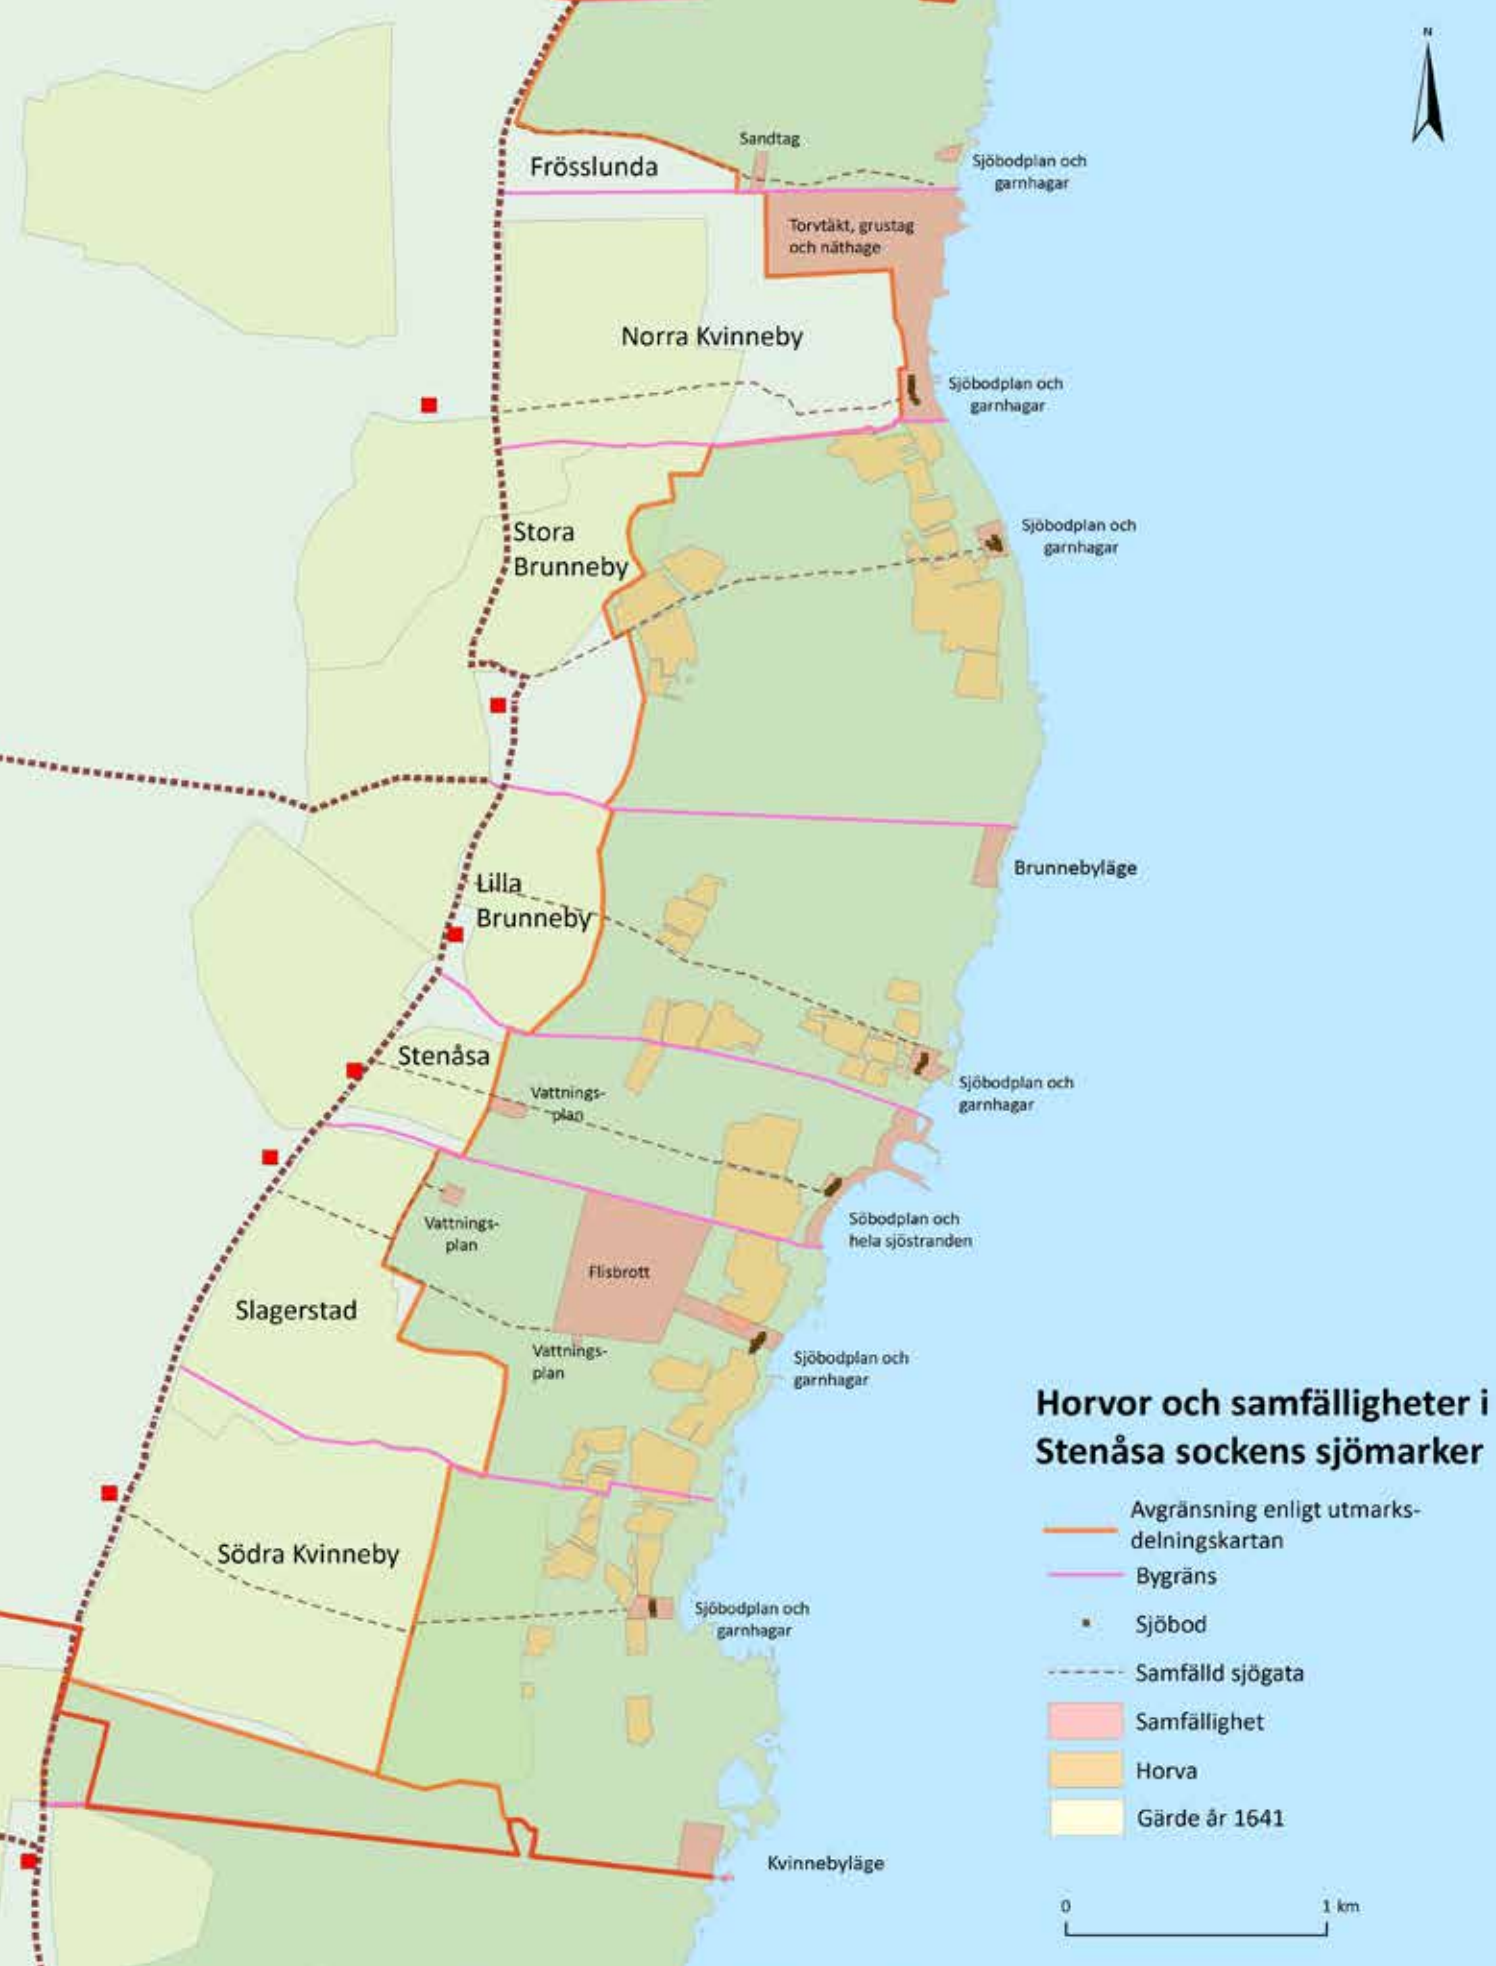 N
Sandtag
Frösslunda
Sjöbodplan och
garnhagar
Torvtäkt, grustag
och näthage
Norra Kvinneby
Sjöbodplan och
garnhagar
Stora
Brunneby
Sjöbodplan och
garnhagar
Brunnebyläge
Lilla
Brunneby
Stenåsa
Vattnings-
plan
Sjöbodplan och
garnhagar
Vattnings-
plan
Söbodplan och
hela sjöstranden
Flisbrott
Slagerstad
Vattnings-
plan
Sjöbodplan och
garnhagar
Södra Kvinneby
Sjöbodplan och
garnhagar
Kvinnebyläge
Horvor och samfälligheter i
Stenåsa sockens sjömarker
Avgränsning enligt utmarks-
delningskartan
Bygräns
Sjöbod
Samfälld sjögata
Samfällighet
Horva
Gärde år 1641
0 1 km